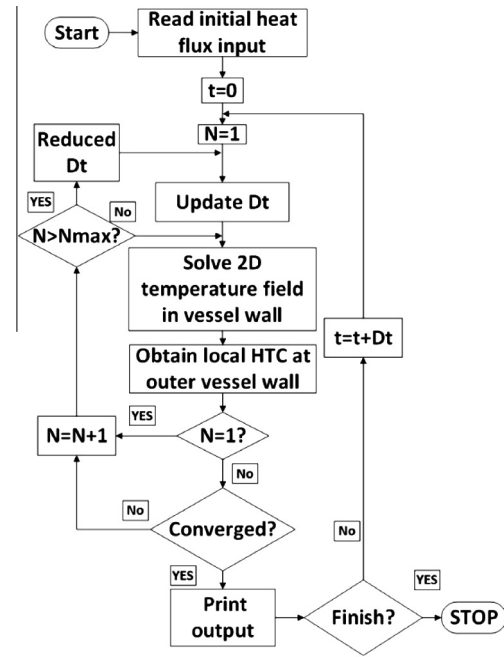 Start
Read initial heat
flux input
t=0
N=1
Reduced
Dt
YES
No
Update Dt
N>Nmax?
Solve 2D
temperature field
in vessel wall
t=t+Dt
Obtain local HTC at
outer vessel wall
YES
N=N+1
N=1?
No
No
Converged?
No
YES
YES
Print
output
Finish?
STOP